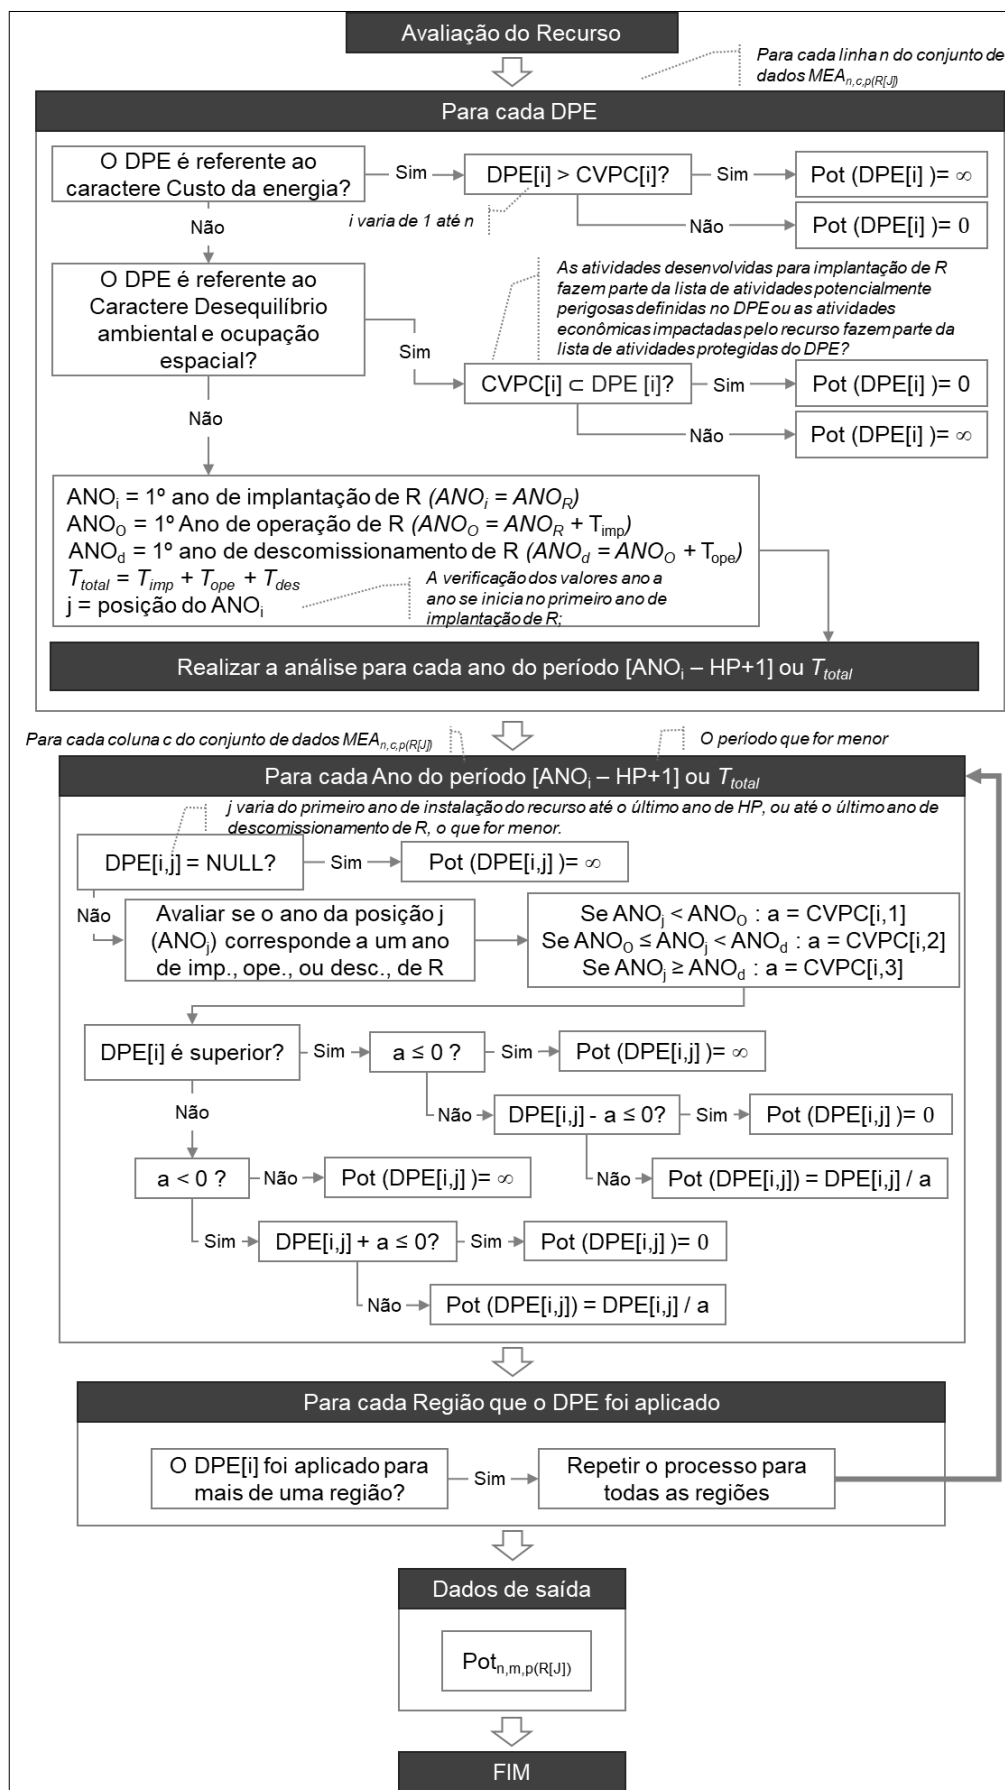 Avaliação do Recurso
Para cada linha n do conjunto de
dados MEAn,c,p(R[J])
Para cada DPE
O DPE é referente ao
caractere Custo da energia?
Sim
DPE[i] > CVPC[i]?
Sim
Pot (DPE[i] )= ∞
i varia de 1 até n
Não
Não
Pot (DPE[i] )= 0
O DPE é referente ao
Caractere Desequilíbrio
ambiental e ocupação
espacial?
As atividades desenvolvidas para implantação de R
fazem parte da lista de atividades potencialmente
perigosas definidas no DPE ou as atividades
econômicas impactadas pelo recurso fazem parte da
lista de atividades protegidas do DPE?
Sim
CVPC[i] ⊂ DPE [i]?
Sim
Pot (DPE[i] )= 0
Não
Não
Pot (DPE[i] )= ∞
ANOi = 1º ano de implantação de R (ANOi = ANOR)
ANOO = 1º Ano de operação de R (ANOO = ANOR + Timp)
ANOd = 1º ano de descomissionamento de R (ANOd = ANOO + Tope)
Ttotal = Timp + Tope + Tdes
j = posição do ANOi
A verificação dos valores ano a
ano se inicia no primeiro ano de
implantação de R;
Realizar a análise para cada ano do período [ANOi – HP+1] ou Ttotal
Para cada coluna c do conjunto de dados MEAn,c,p(R[J])
O período que for menor
Para cada Ano do período [ANOi – HP+1] ou Ttotal
j varia do primeiro ano de instalação do recurso até o último ano de HP, ou até o último ano de
descomissionamento de R, o que for menor.
DPE[i,j] = NULL?
Sim
Pot (DPE[i,j] )= ∞
Não
Avaliar se o ano da posição j
(ANOj) corresponde a um ano
de imp., ope., ou desc., de R
Se ANOj < ANOO : a = CVPC[i,1]
Se ANOO ≤ ANOj < ANOd : a = CVPC[i,2]
Se ANOj ≥ ANOd : a = CVPC[i,3]
DPE[i] é superior?
Sim
a ≤ 0 ?
Sim
Pot (DPE[i,j] )= ∞
Não
Não
DPE[i,j] - a ≤ 0?
Sim
Pot (DPE[i,j] )= 0
a < 0 ?
Não
Pot (DPE[i,j] )= ∞
Não
Pot (DPE[i,j]) = DPE[i,j] / a
Sim
DPE[i,j] + a ≤ 0?
Sim
Pot (DPE[i,j] )= 0
Não
Pot (DPE[i,j]) = DPE[i,j] / a
Para cada Região que o DPE foi aplicado
O DPE[i] foi aplicado para
mais de uma região?
Sim
Repetir o processo para
todas as regiões
Dados de saída
Potn,m,p(R[J])
FIM